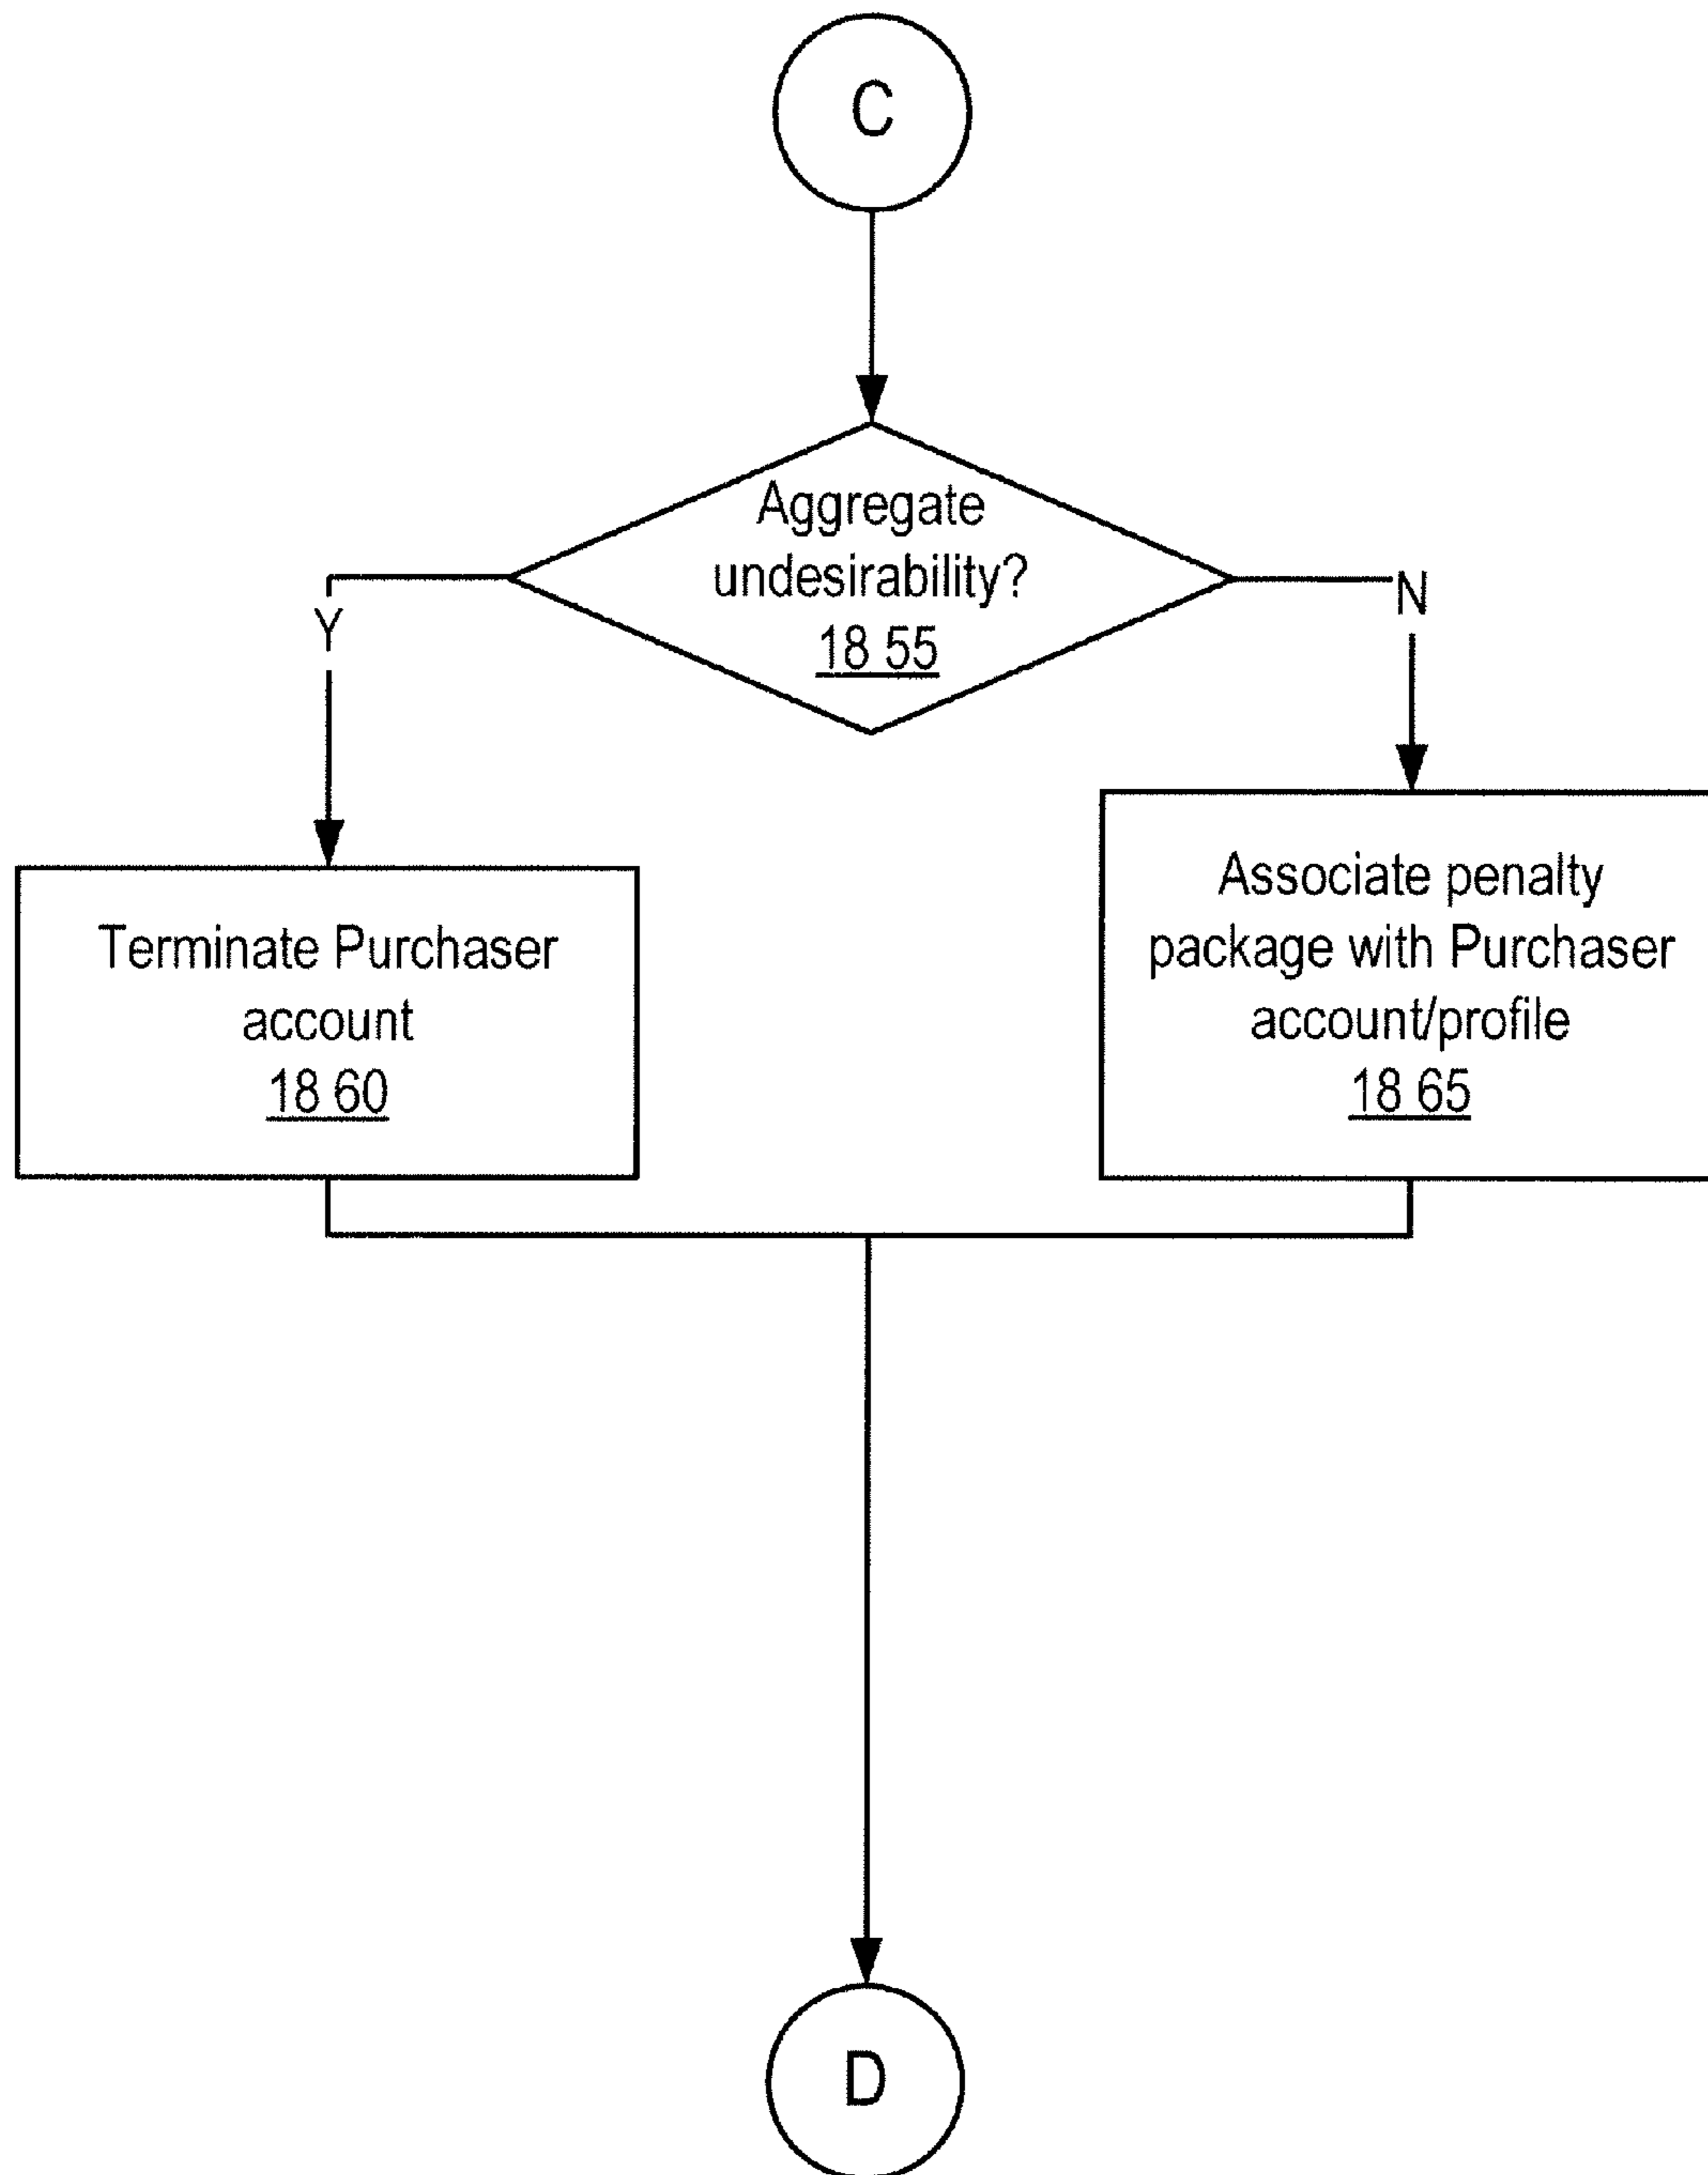 C
Aggregate
undesirability?
18 55
Y
N
Terminate Purchaser
account
18 60
Associate penalty
package with Purchaser
account/profile
18 65
D